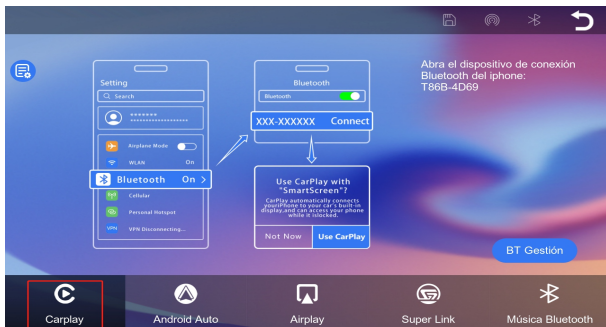 Abra el dispositivo de conexión
Bluetooth del iphone:
T86B-4D69
Setting
Search
*******
******************
Airplane Mode
WLAN On
Bluetooth On >
Cellular
Personal Hotspot
VPN VPN Disconnecting...
Bluetooth
Bluetooth
XXX-XXXXXX Connect
Use CarPlay with
"SmartScreen"?
CarPlay automatically connects
youriPhone to your car's built-in
display,and can access your phone
while it islocked.
Not Now Use CarPlay
BT Gestión
Carplay Android Auto Airplay Super Link Música Bluetooth